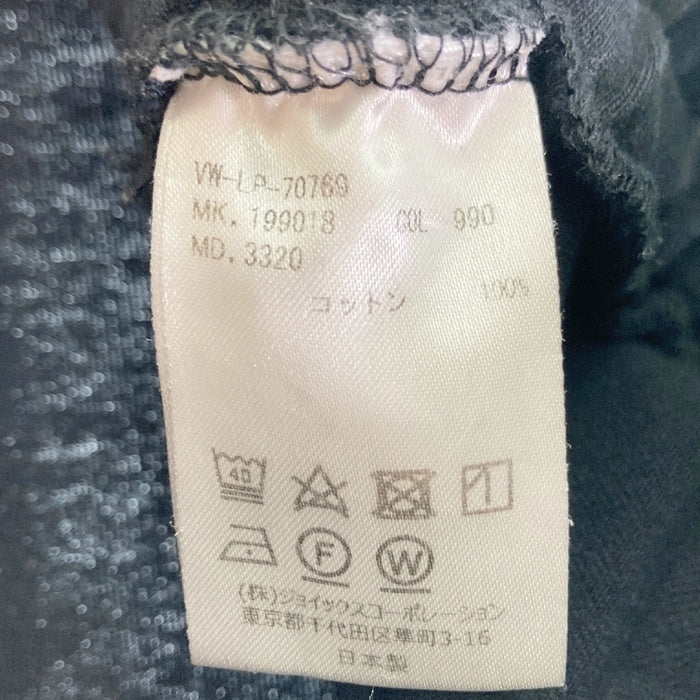 VW-LP-70769
MK. 199018 COL 990
MD. 3320
コットン 100%
40
F W
(株)ジョイックスコーポレーション
東京都千代田区隼町3-16
日本製